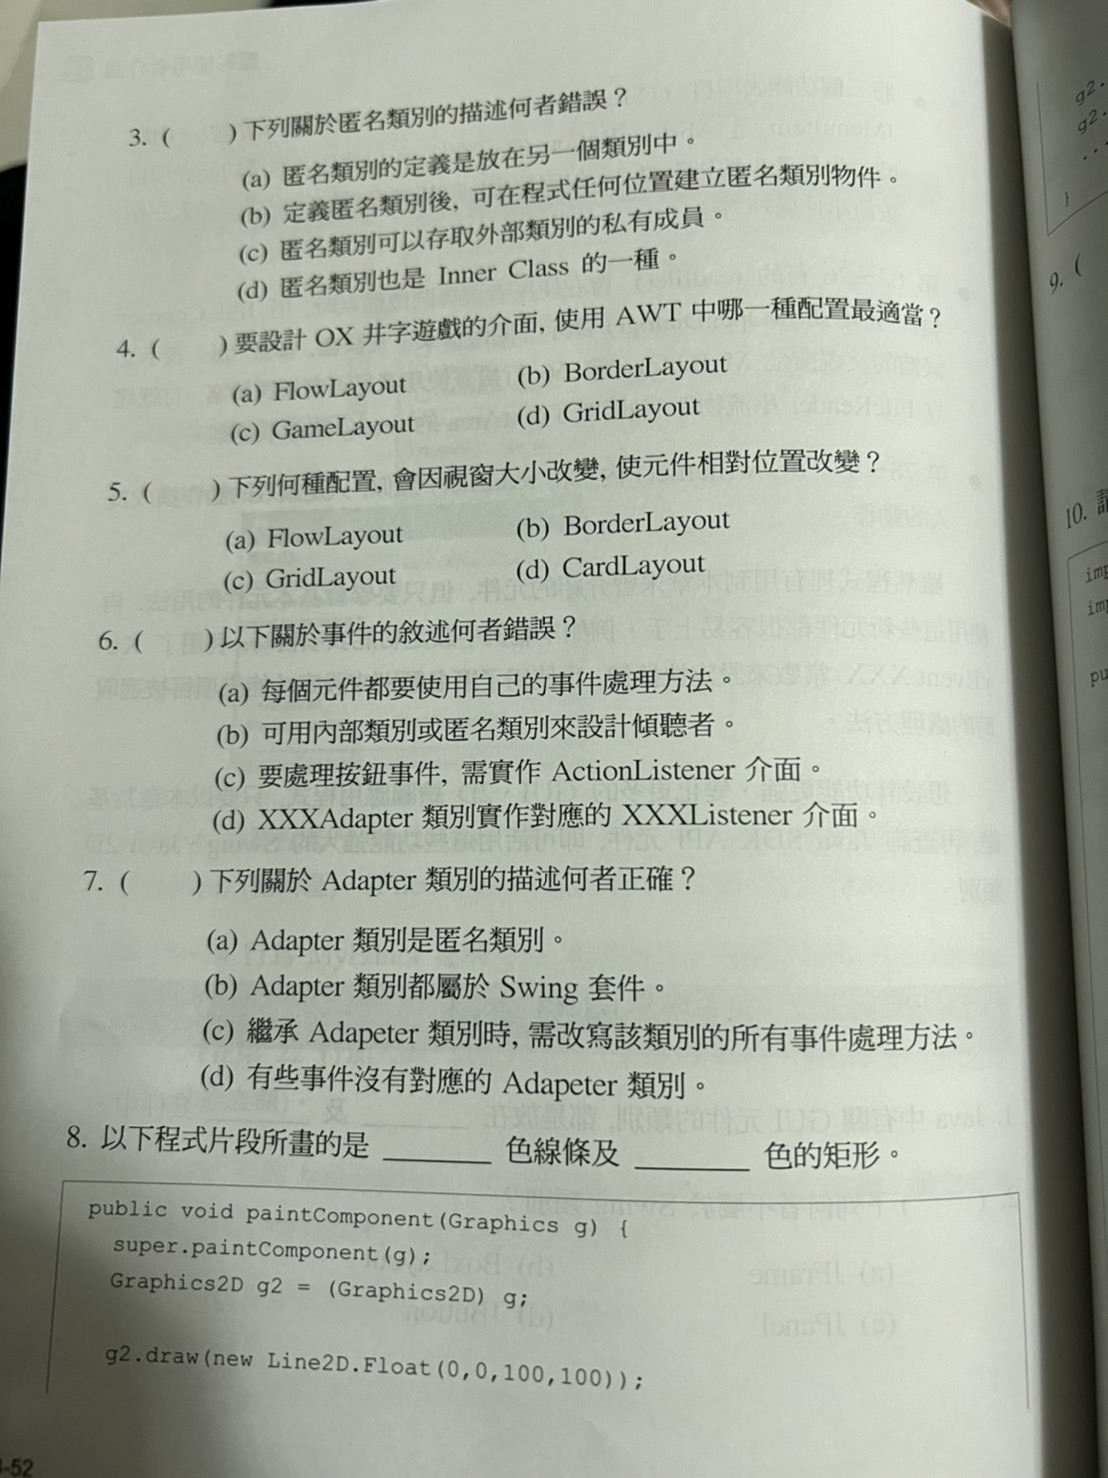 3. (　　) 下列關於匿名類別的描述何者錯誤？
(a) 匿名類別的定義是放在另一個類別中。
(b) 定義匿名類別後, 可在程式任何位置建立匿名類別物件。
(c) 匿名類別可以存取外部類別的私有成員。
(d) 匿名類別也是 Inner Class 的一種。
4. (　　) 要設計 OX 井字遊戲的介面, 使用 AWT 中哪一種配置最適當？
(a) FlowLayout (b) BorderLayout
(c) GameLayout (d) GridLayout
5. (　　) 下列何種配置, 會因視窗大小改變, 使元件相對位置改變？
(a) FlowLayout (b) BorderLayout
(c) GridLayout (d) CardLayout
6. (　　) 以下關於事件的敘述何者錯誤？
(a) 每個元件都要使用自己的事件處理方法。
(b) 可用內部類別或匿名類別來設計傾聽者。
(c) 要處理按鈕事件, 需實作 ActionListener 介面。
(d) XXXAdapter 類別實作對應的 XXXListener 介面。
7. (　　) 下列關於 Adapter 類別的描述何者正確？
(a) Adapter 類別是匿名類別。
(b) Adapter 類別都屬於 Swing 套件。
(c) 繼承 Adapeter 類別時, 需改寫該類別的所有事件處理方法。
(d) 有些事件沒有對應的 Adapeter 類別。
8. 以下程式片段所畫的是 ________ 色線條及 ________ 色的矩形。
public void paintComponent(Graphics g) {
super.paintComponent(g);
Graphics2D g2 = (Graphics2D) g;
g2.draw(new Line2D.Float(0,0,100,100));
-52
g2.
g2.
...
}
9. (
10.
imp
imp
pu